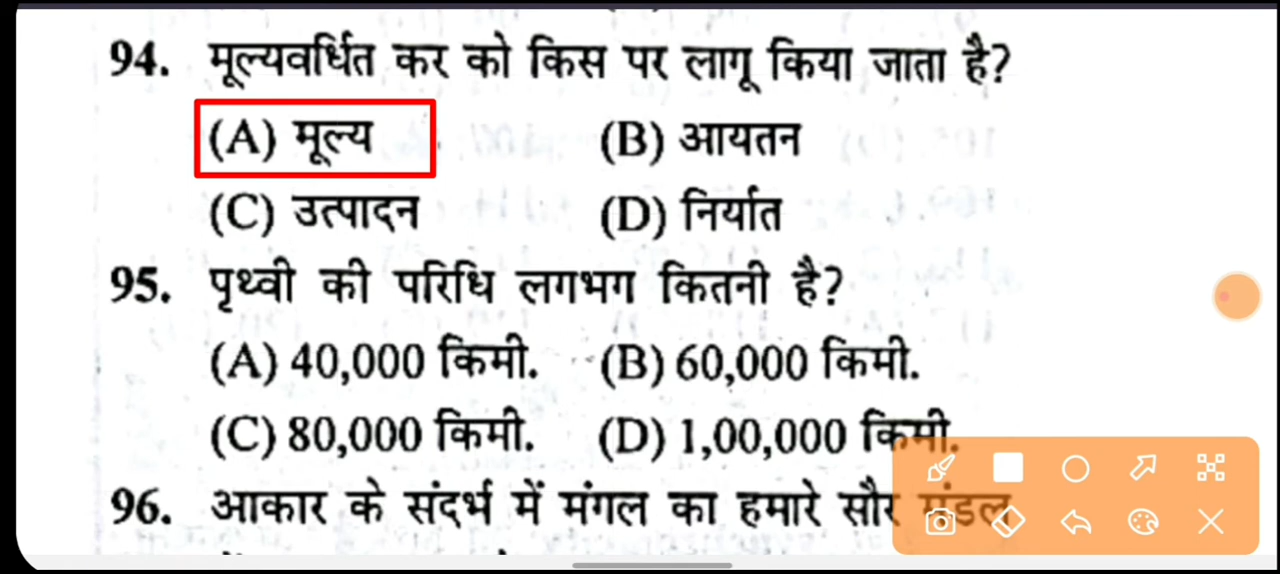 94. मूल्यवर्धित कर को किस पर लागू किया जाता है?
(A) मूल्य (B) आयतन
(C) उत्पादन (D) निर्यात
95. पृथ्वी की परिधि लगभग कितनी है?
(A) 40,000 किमी. (B) 60,000 किमी.
(C) 80,000 किमी. (D) 1,00,000 किमी.
96. आकार के संदर्भ में मंगल का हमारे सौर मंडल